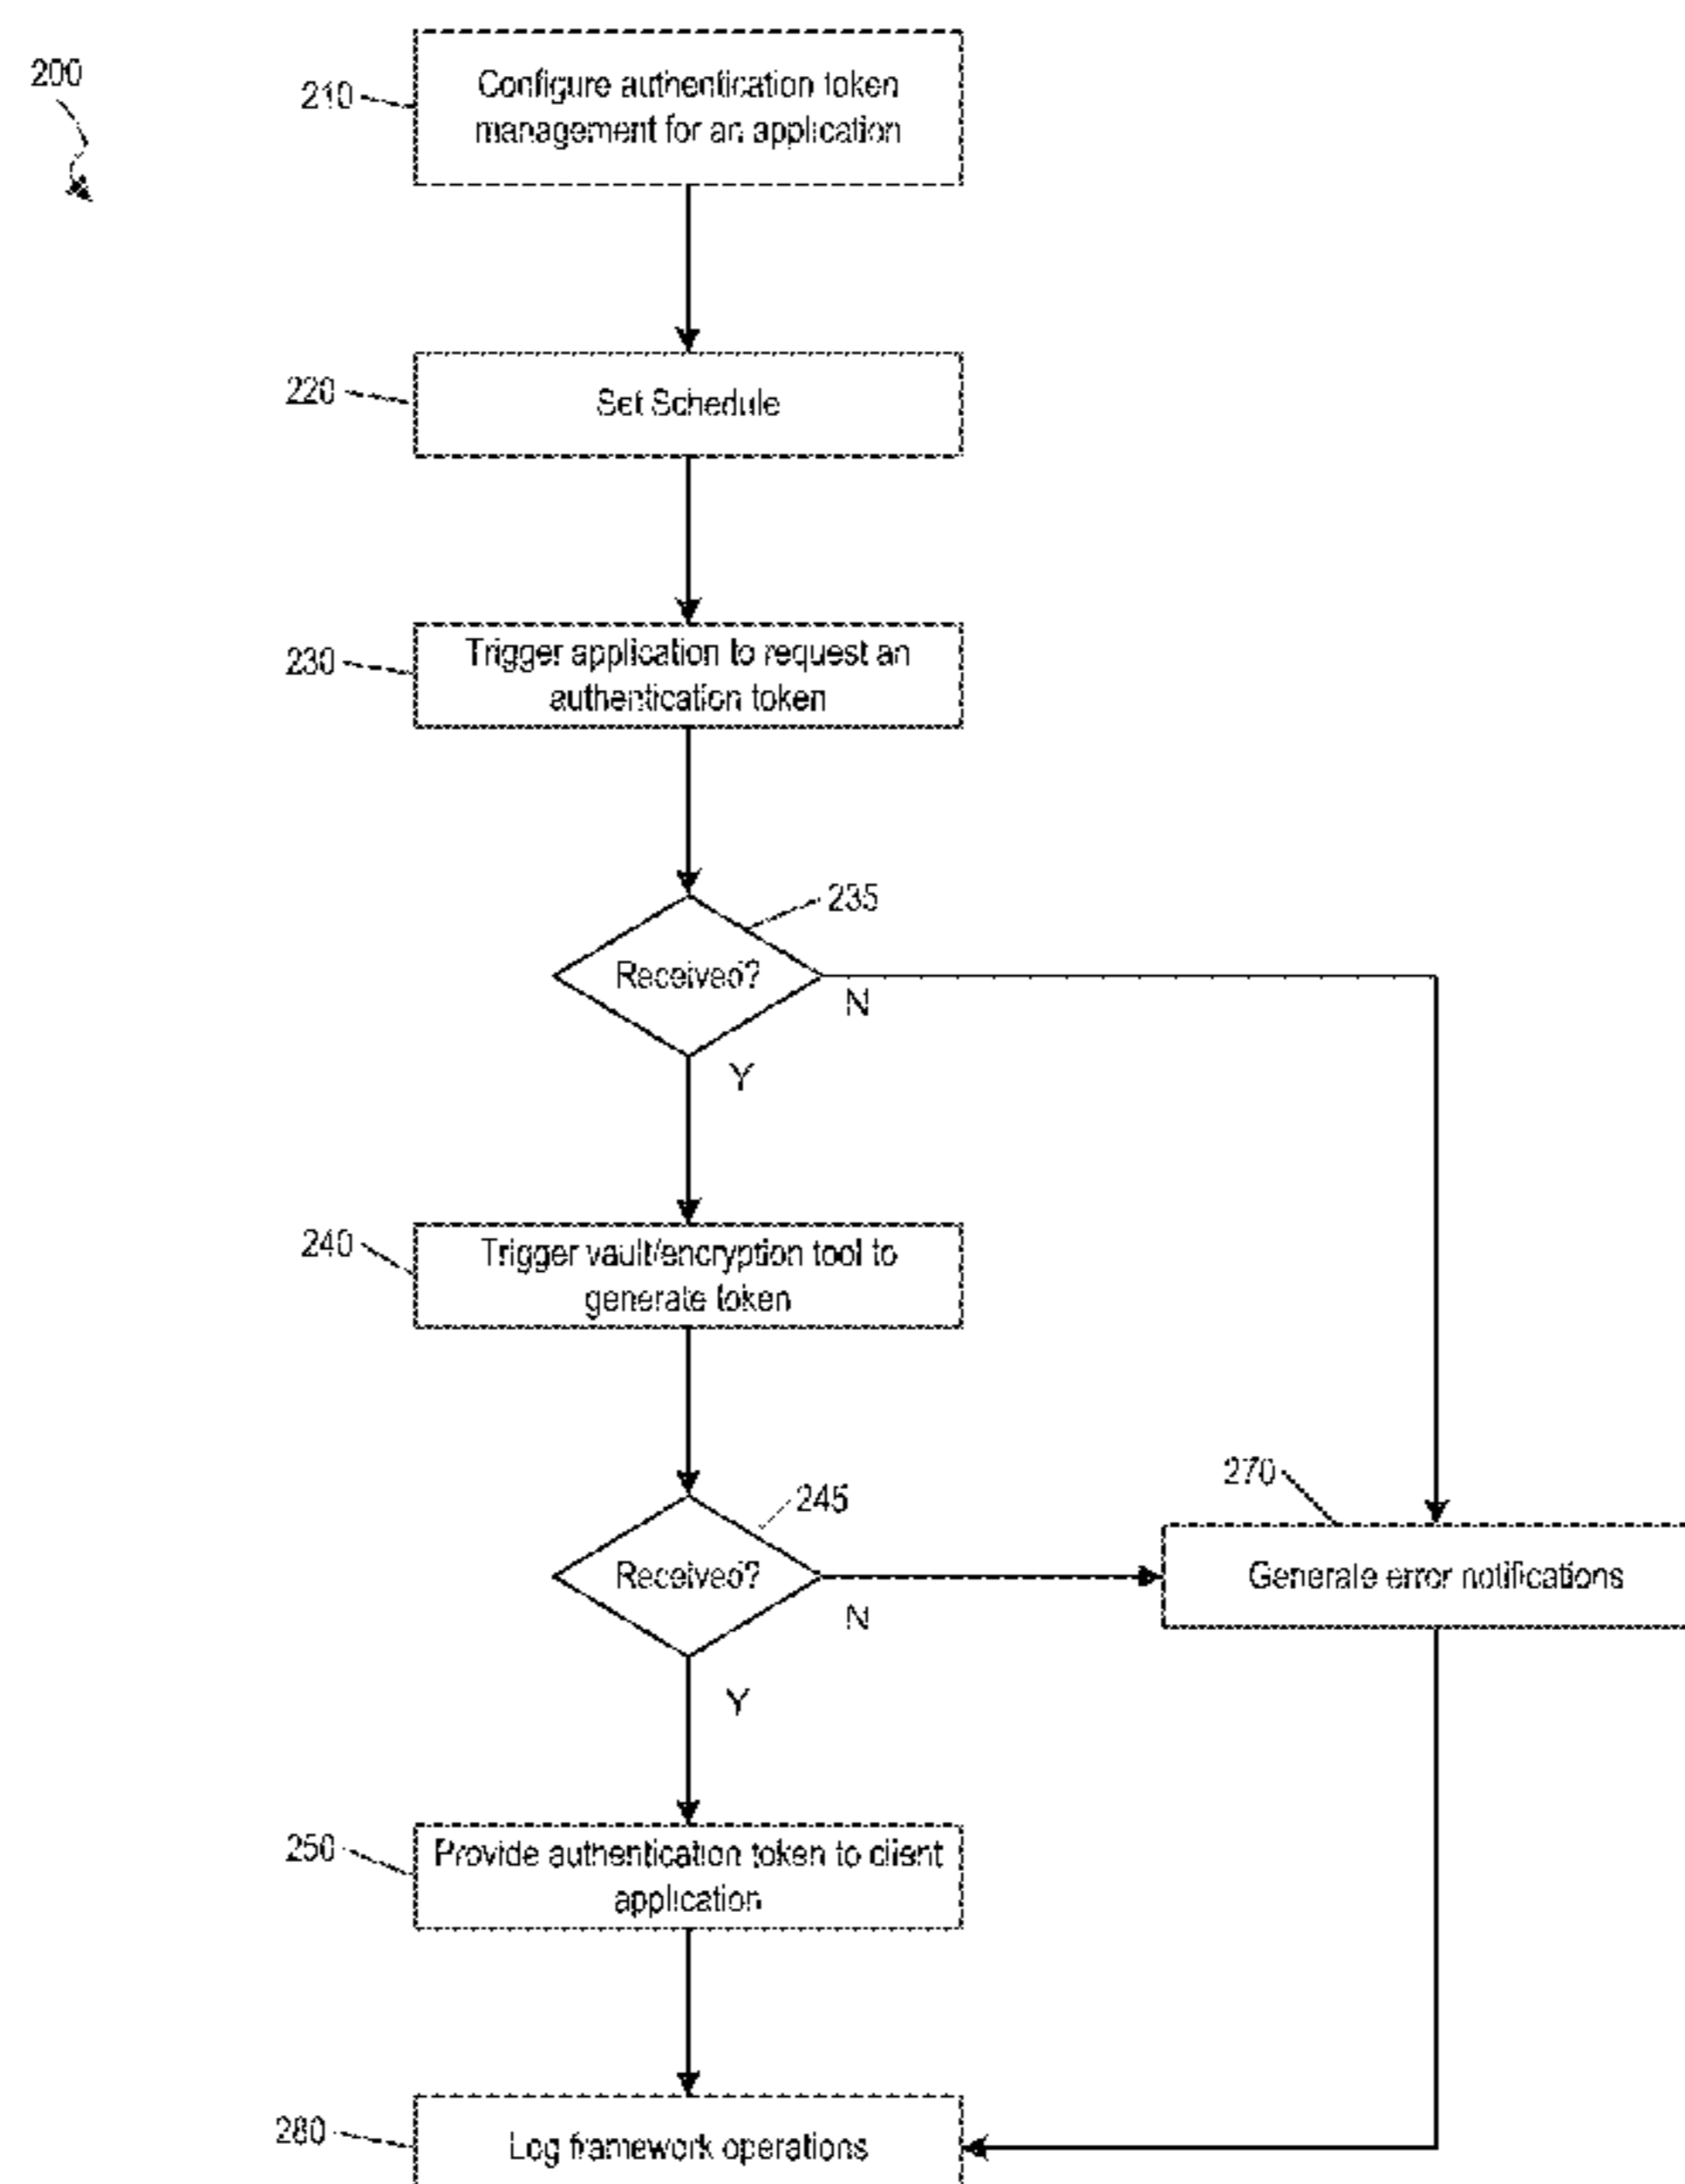 200
210
Configure authentication token
management for an application
220
Set Schedule
230
Trigger application to request an
authentication token
235
Received?
N
Y
240
Trigger vault/encryption tool to
generate token
245
Received?
N
Y
270
Generate error notifications
250
Provide authentication token to client
application
280
Log framework operations